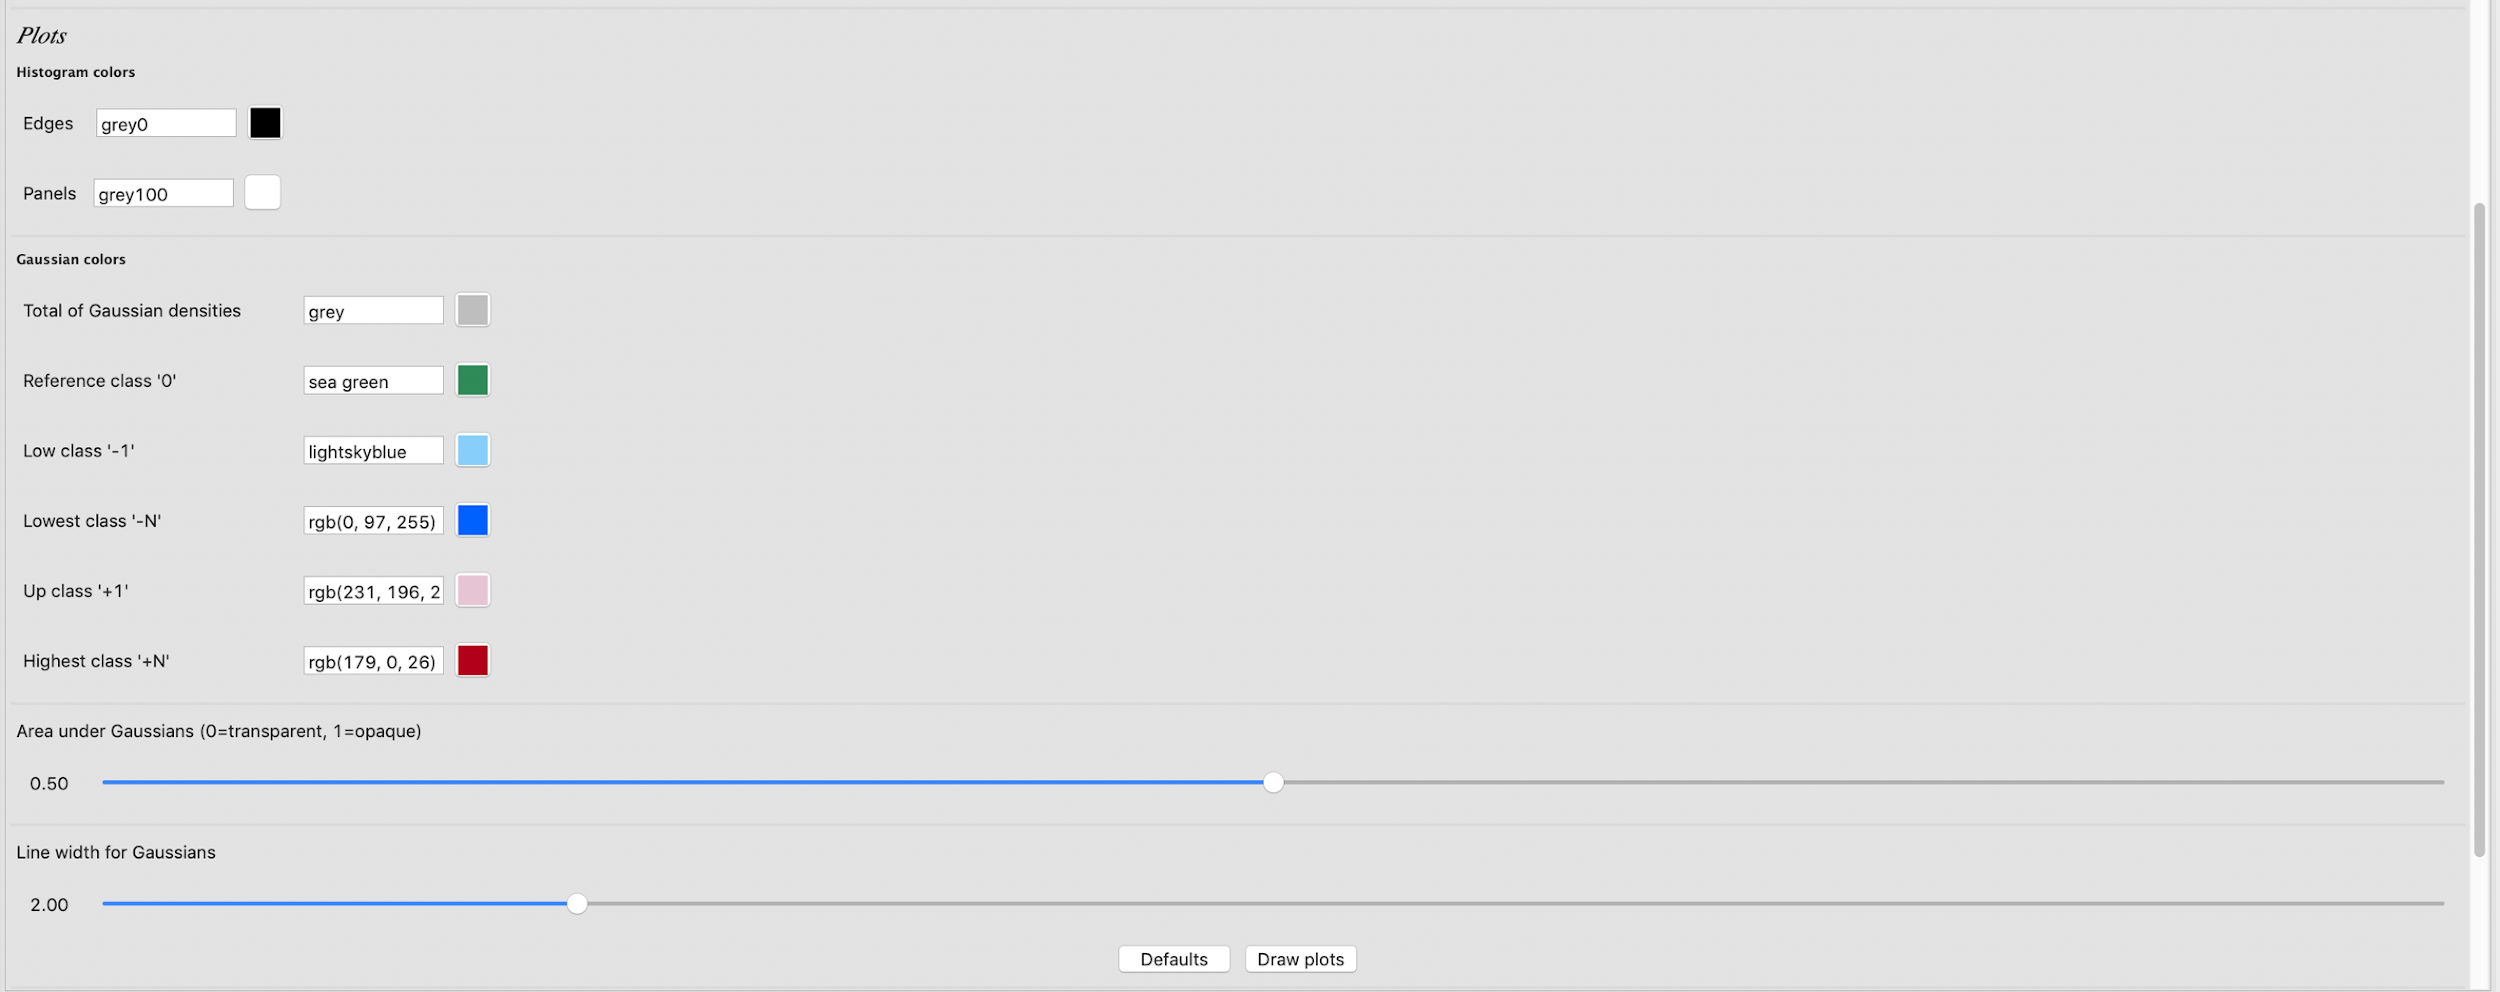 Plots
Histogram colors
Edges grey0
Panels grey100
Gaussian colors
Total of Gaussian densities grey
Reference class '0' sea green
Low class '-1' lightskyblue
Lowest class '-N' rgb(0, 97, 255)
Up class '+1' rgb(231, 196, 2
Highest class '+N' rgb(179, 0, 26)
Area under Gaussians (0=transparent, 1=opaque)
0.50
Line width for Gaussians
2.00
Defaults Draw plots